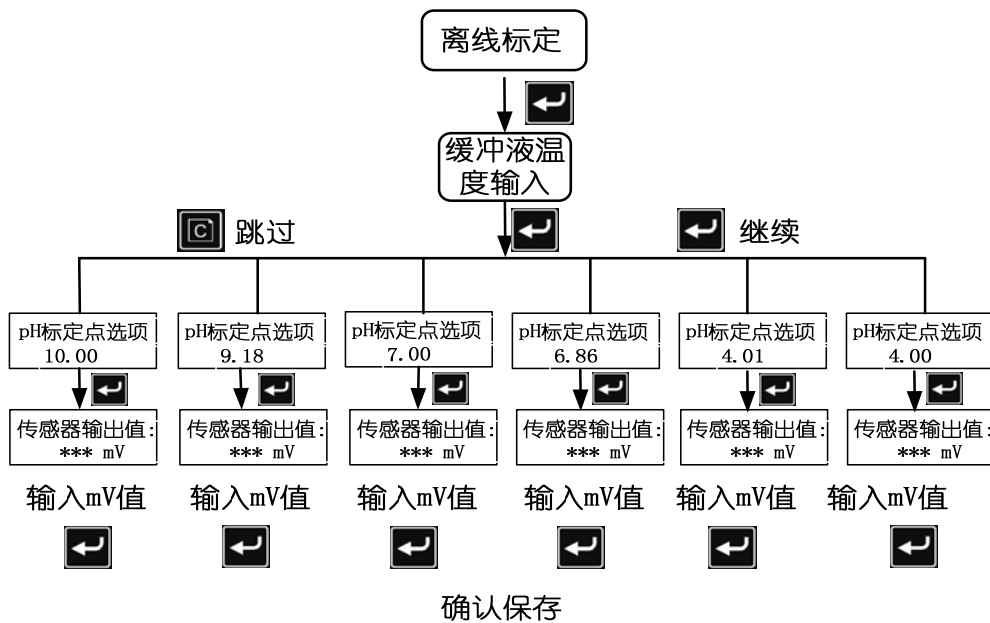 离线标定
缓冲液温
度输入
C 跳过
继续
pH标定点选项
10.00
pH标定点选项
9.18
pH标定点选项
7.00
pH标定点选项
6.86
pH标定点选项
4.01
pH标定点选项
4.00
传感器输出值:
*** mV
传感器输出值:
*** mV
传感器输出值:
*** mV
传感器输出值:
*** mV
传感器输出值:
*** mV
传感器输出值:
*** mV
输入mV值
输入mV值
输入mV值
输入mV值
输入mV值
输入mV值
确认保存